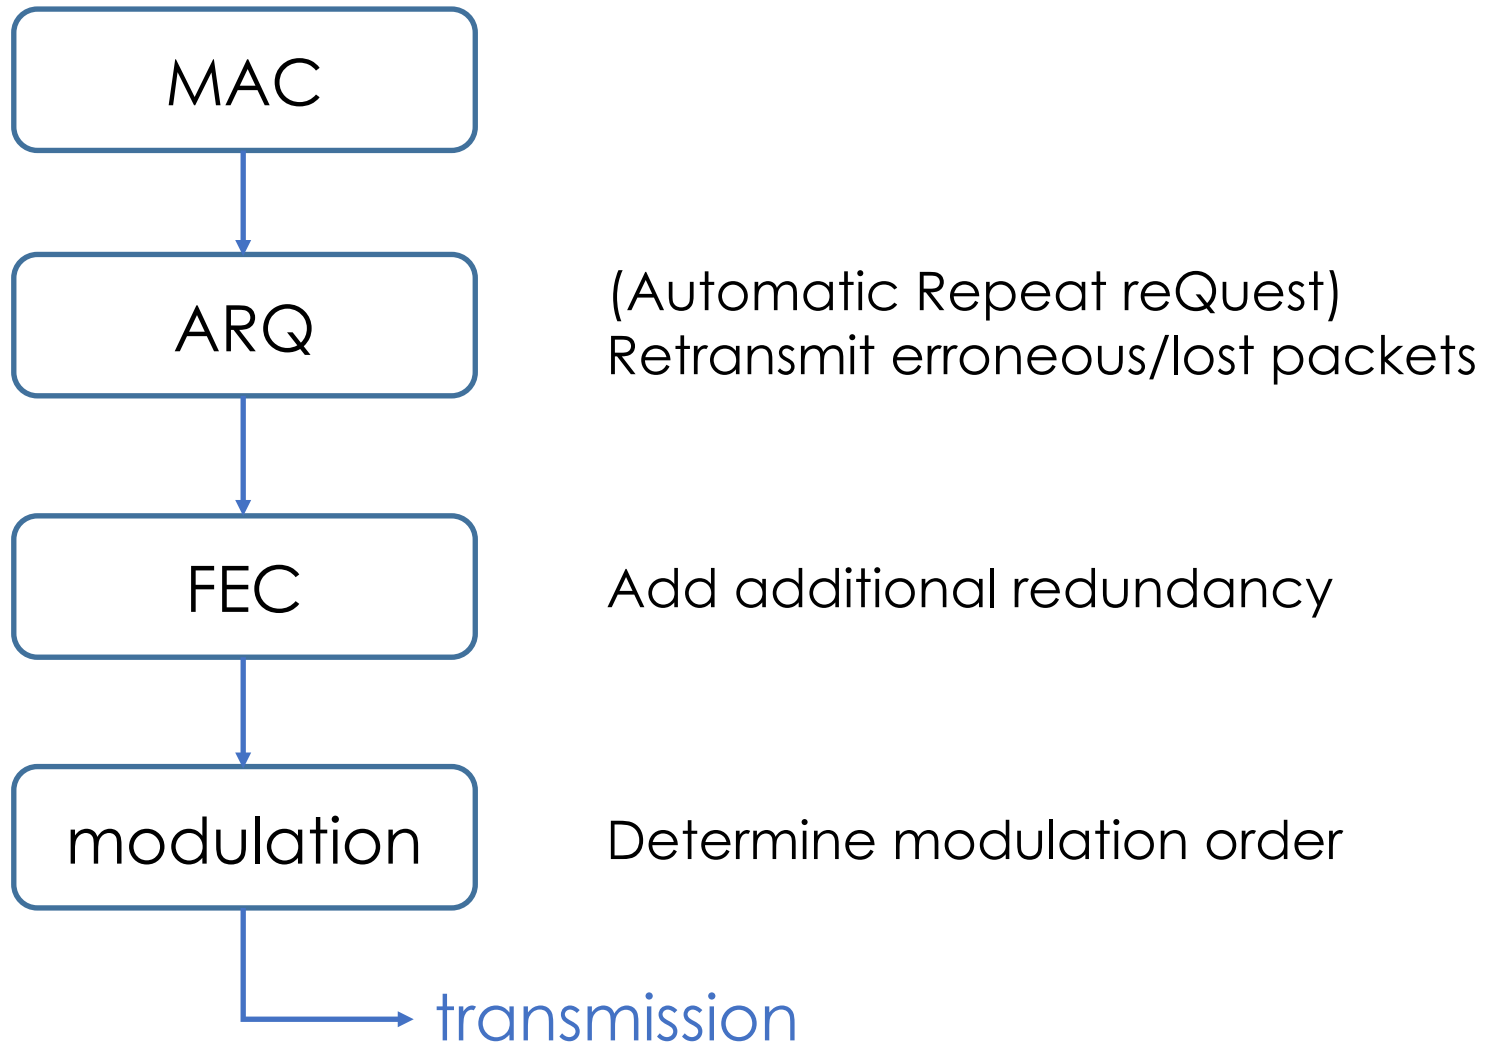 MAC
ARQ
(Automatic Repeat reQuest)
Retransmit erroneous/lost packets
FEC
Add additional redundancy
modulation
Determine modulation order
transmission